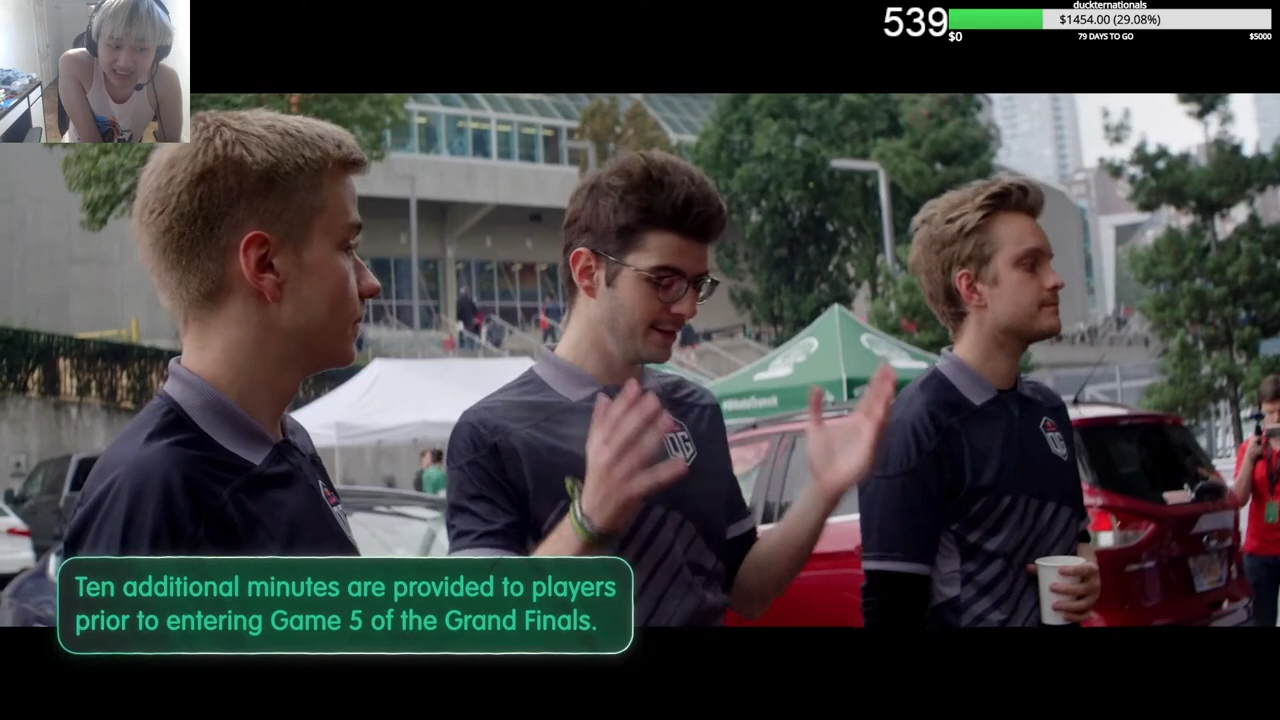 duckternationals
539
$1454.00 (29.08%)
$0
79 DAYS TO GO
$5000
OG
OG
Ten additional minutes are provided to players
prior to entering Game 5 of the Grand Finals.